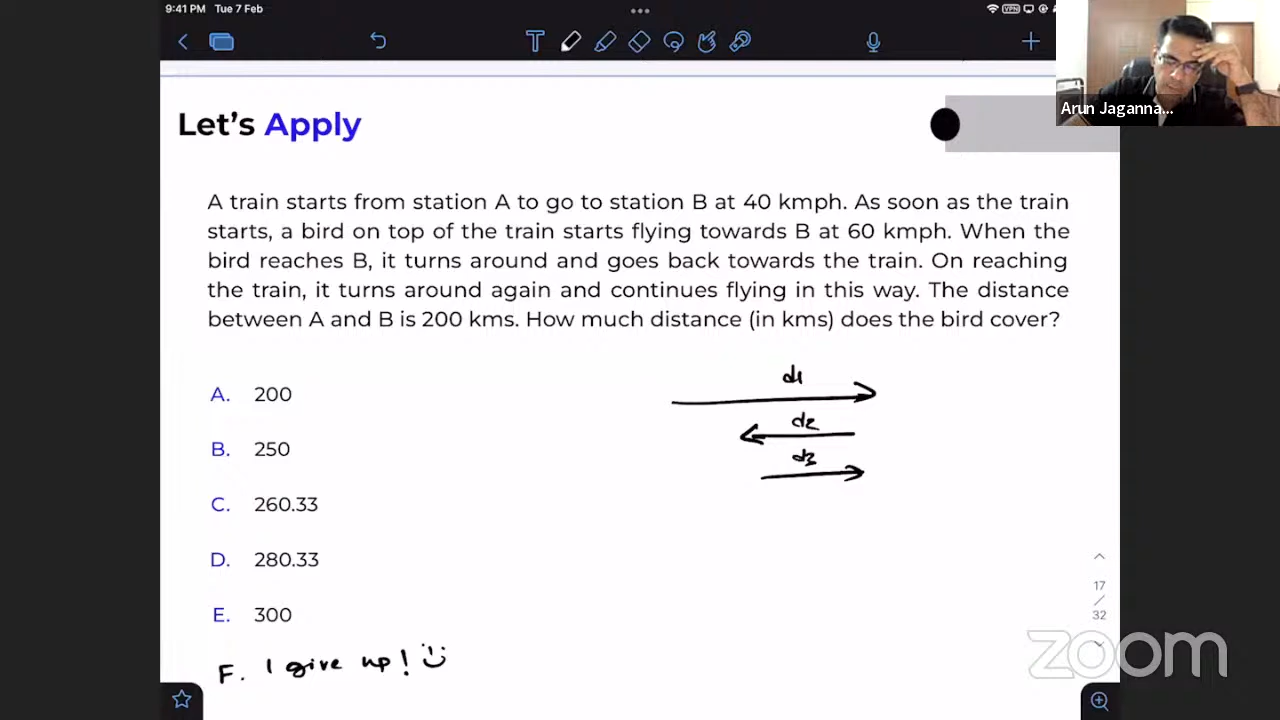 9:41 PM Tue 7 Feb
VPN
Arun Jaganna...
Let's Apply
A train starts from station A to go to station B at 40 kmph. As soon as the train
starts, a bird on top of the train starts flying towards B at 60 kmph. When the
bird reaches B, it turns around and goes back towards the train. On reaching
the train, it turns around again and continues flying in this way. The distance
between A and B is 200 kms. How much distance (in kms) does the bird cover?
d1
A. 200
d2
B. 250
d3
C. 260.33
D. 280.33
E. 300
F. I give up!
17
/
32
zoom